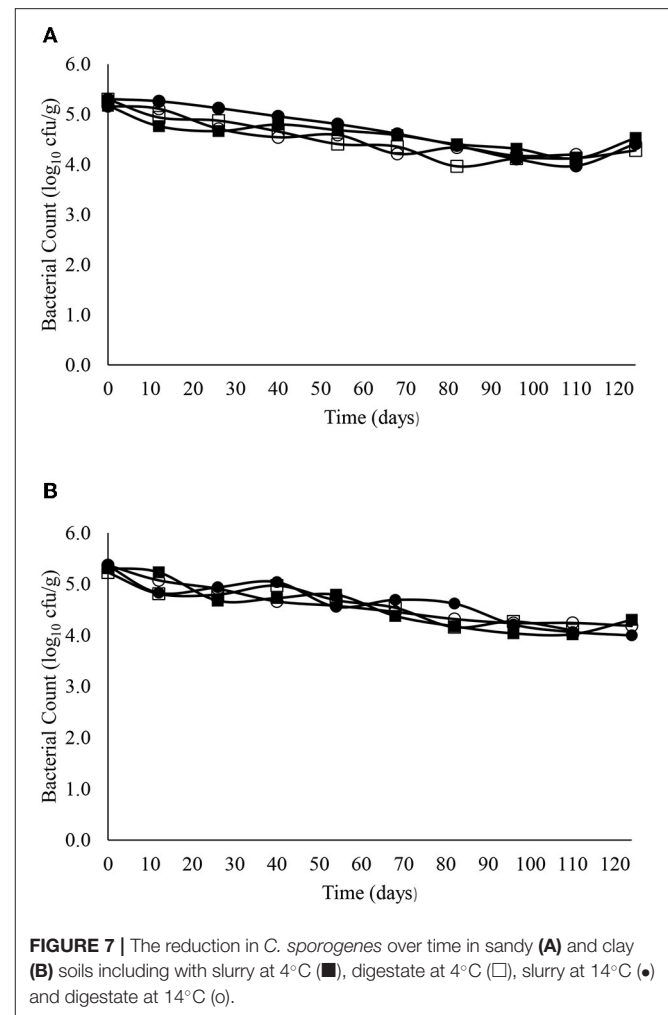 A
6.0
5.0
4.0
3.0
2.0
1.0
0.0
Bacterial Count (log10 cfu/g)
0 10 20 30 40 50 60 70 80 90 100 110 120
Time (days)
B
6.0
5.0
4.0
3.0
2.0
1.0
0.0
Bacterial Count (log10 cfu/g)
0 10 20 30 40 50 60 70 80 90 100 110 120
Time (days)
FIGURE 7 | The reduction in C. sporogenes over time in sandy (A) and clay
(B) soils including with slurry at 4°C (■), digestate at 4°C (□), slurry at 14°C (●)
and digestate at 14°C (o).